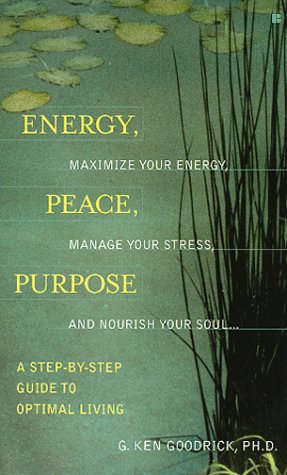 ENERGY,
MAXIMIZE YOUR ENERGY,
PEACE,
MANAGE YOUR STRESS,
PURPOSE
AND NOURISH YOUR SOUL...
A STEP-BY-STEP
GUIDE TO
OPTIMAL LIVING
G. KEN GOODRICK, PH.D.